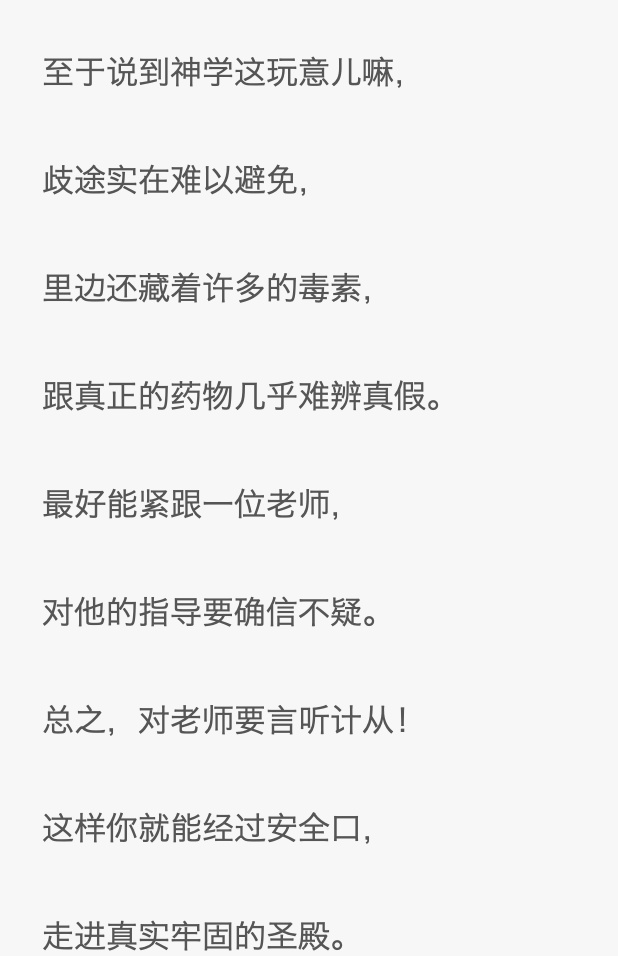 至于说到神学这玩意儿嘛,
歧途实在难以避免,
里边还藏着许多的毒素,
跟真正的药物几乎难辨真假。
最好能紧跟一位老师,
对他的指导要确信不疑。
总之,对老师要言听计从!
这样你就能经过安全口,
走进真实牢固的圣殿。